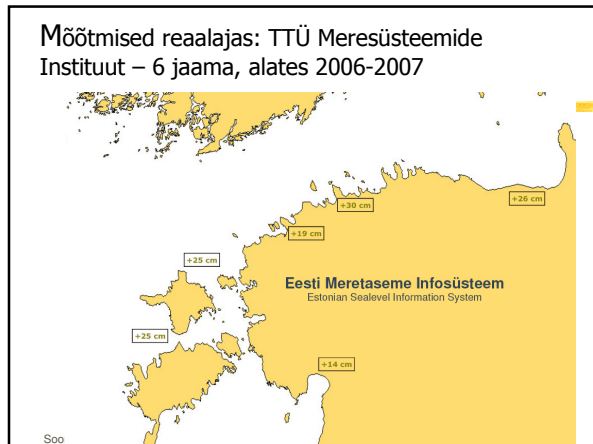 Mõõtmised reaalajas: TTÜ Meresüsteemide
Instituut – 6 jaama, alates 2006-2007
+30 cm
+26 cm
+19 cm
+25 cm
Eesti Meretaseme Infosüsteem
Estonian Sealevel Information System
+25 cm
+14 cm
Soo